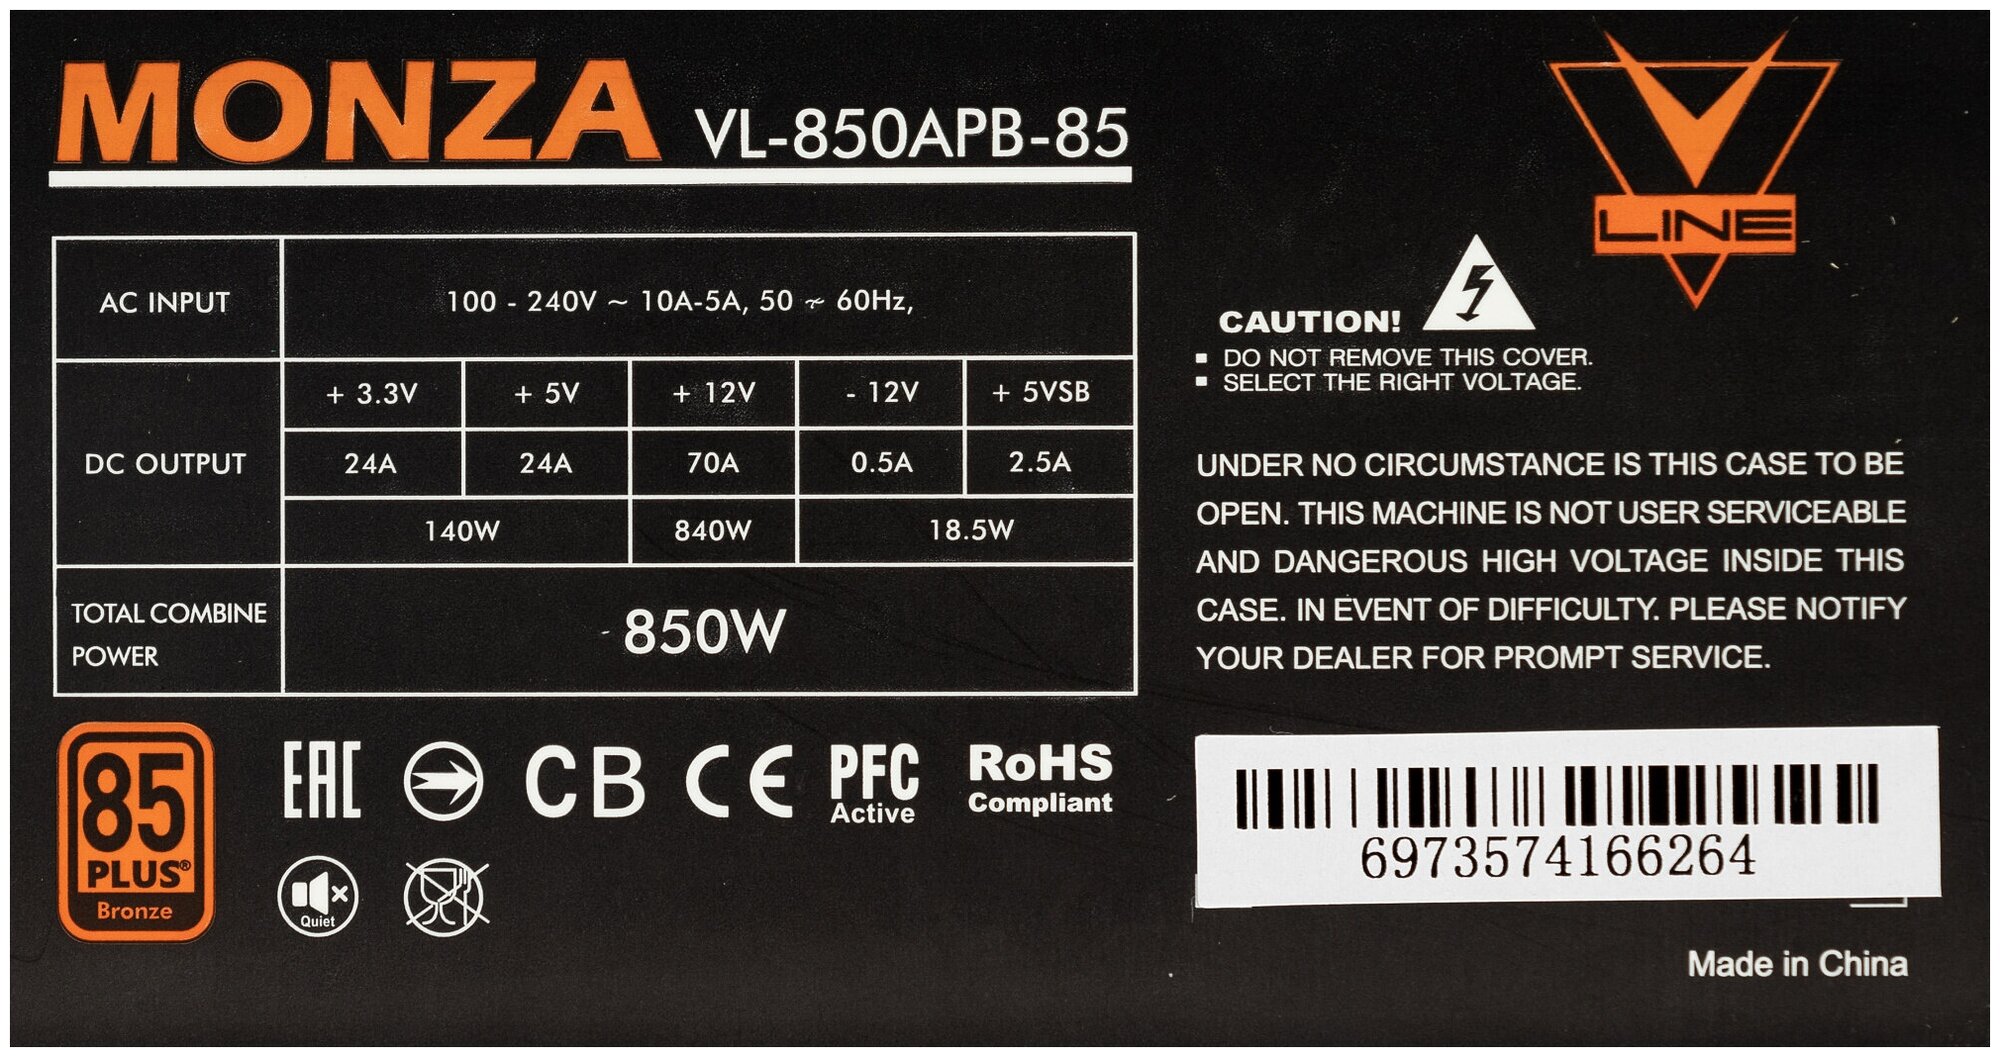 MONZA VL-850APB-85
V
LINE
AC INPUT
100 - 240V ~ 10A-5A, 50 ~ 60Hz,
DC OUTPUT
+ 3.3V
+ 5V
+ 12V
- 12V
+ 5VSB
24A
24A
70A
0.5A
2.5A
140W
840W
18.5W
TOTAL COMBINE
POWER
850W
CAUTION!
▪ DO NOT REMOVE THIS COVER.
▪ SELECT THE RIGHT VOLTAGE.
UNDER NO CIRCUMSTANCE IS THIS CASE TO BE
OPEN. THIS MACHINE IS NOT USER SERVICEABLE
AND DANGEROUS HIGH VOLTAGE INSIDE THIS
CASE. IN EVENT OF DIFFICULTY. PLEASE NOTIFY
YOUR DEALER FOR PROMPT SERVICE.
85
PLUS®
Bronze
EAC
CB
CE
PFC
Active
RoHS
Compliant
Quiet
6973574166264
Made in China